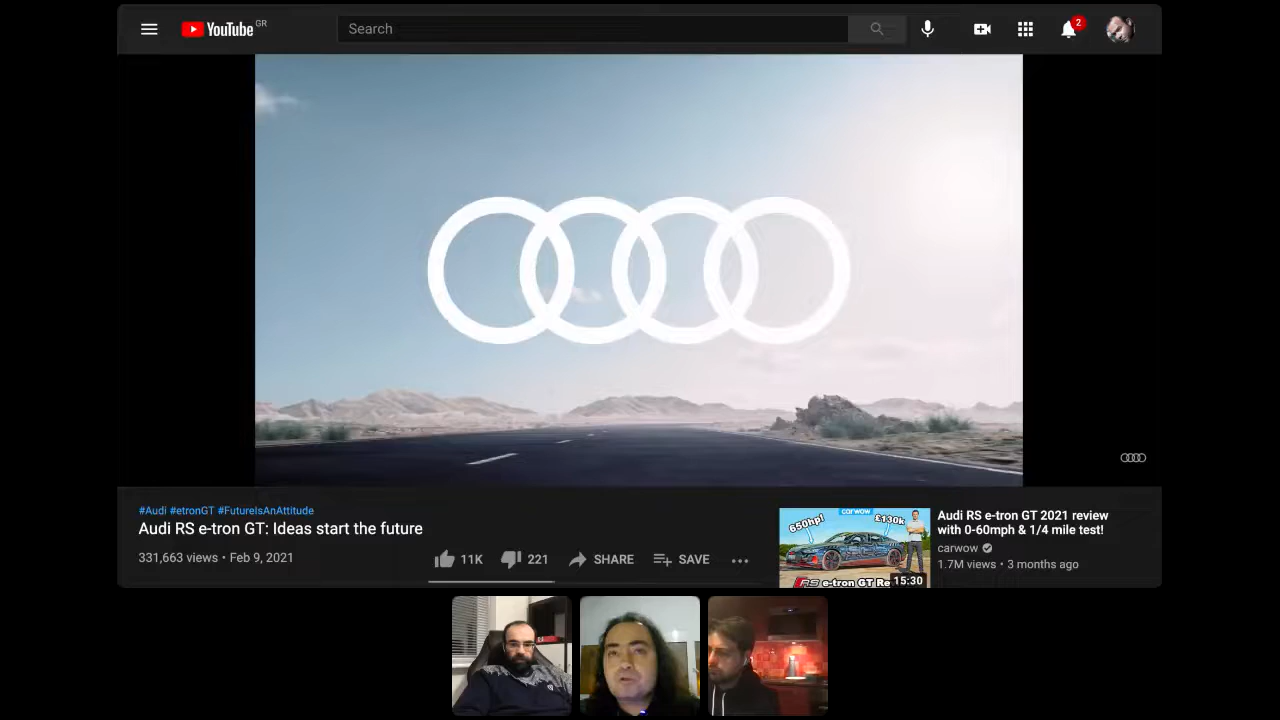 YouTube GR
Search
2
#Audi #etronGT #FutureIsAnAttitude
Audi RS e-tron GT: Ideas start the future
331,663 views • Feb 9, 2021
11K
221
SHARE
SAVE
carwow
650hp!
£130k
RS e-tron GT Re
15:30
Audi RS e-tron GT 2021 review
with 0-60mph & 1/4 mile test!
carwow
1.7M views • 3 months ago